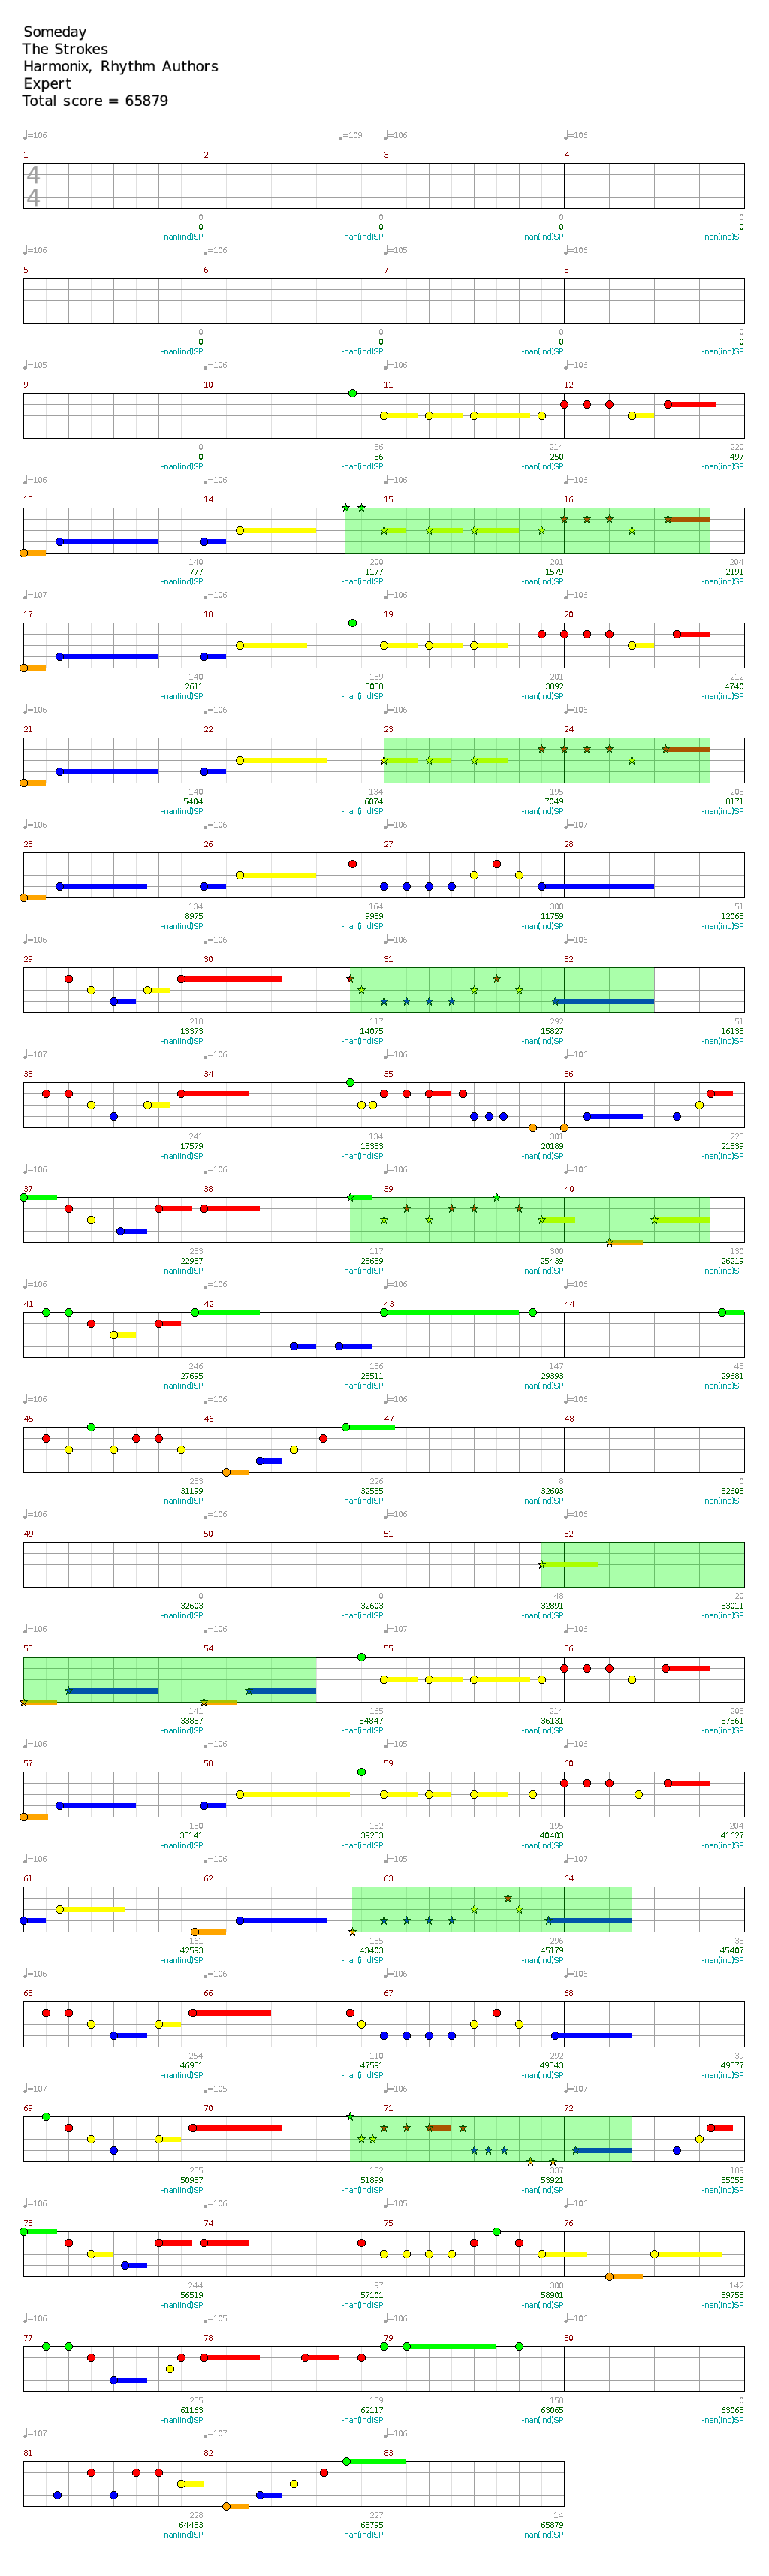 Someday
The Strokes
Harmonix, Rhythm Authors
Expert
Total score = 65879
♩=106 ♩=109 ♩=106 ♩=106
1 2 3 4
4
4
0 0 0 0
0 0 0 0
-nan(ind)SP -nan(ind)SP -nan(ind)SP -nan(ind)SP
♩=106 ♩=106 ♩=105 ♩=106
5 6 7 8
0 0 0 0
0 0 0 0
-nan(ind)SP -nan(ind)SP -nan(ind)SP -nan(ind)SP
♩=105 ♩=106 ♩=106 ♩=106
9 10 11 12
0 36 214 220
0 36 250 497
-nan(ind)SP -nan(ind)SP -nan(ind)SP -nan(ind)SP
♩=106 ♩=106 ♩=106 ♩=106
13 14 15 16
140 200 201 204
777 1177 1579 2191
-nan(ind)SP -nan(ind)SP -nan(ind)SP -nan(ind)SP
♩=107 ♩=106 ♩=106 ♩=106
17 18 19 20
140 159 201 212
2611 3088 3892 4740
-nan(ind)SP -nan(ind)SP -nan(ind)SP -nan(ind)SP
♩=106 ♩=106 ♩=106 ♩=106
21 22 23 24
140 134 195 205
5404 6074 7049 8171
-nan(ind)SP -nan(ind)SP -nan(ind)SP -nan(ind)SP
♩=106 ♩=106 ♩=106 ♩=107
25 26 27 28
134 164 300 51
8975 9959 11759 12065
-nan(ind)SP -nan(ind)SP -nan(ind)SP -nan(ind)SP
♩=106 ♩=106 ♩=106 ♩=106
29 30 31 32
218 117 292 51
13373 14075 15827 16133
-nan(ind)SP -nan(ind)SP -nan(ind)SP -nan(ind)SP
♩=107 ♩=106 ♩=106 ♩=106
33 34 35 36
241 134 301 225
17579 18383 20189 21539
-nan(ind)SP -nan(ind)SP -nan(ind)SP -nan(ind)SP
♩=106 ♩=106 ♩=106 ♩=106
37 38 39 40
233 117 300 130
22937 23639 25439 26219
-nan(ind)SP -nan(ind)SP -nan(ind)SP -nan(ind)SP
♩=106 ♩=106 ♩=106 ♩=106
41 42 43 44
246 136 147 48
27695 28511 29393 29681
-nan(ind)SP -nan(ind)SP -nan(ind)SP -nan(ind)SP
♩=106 ♩=106 ♩=106 ♩=106
45 46 47 48
253 226 8 0
31199 32555 32603 32603
-nan(ind)SP -nan(ind)SP -nan(ind)SP -nan(ind)SP
♩=106 ♩=106 ♩=106 ♩=106
49 50 51 52
0 0 48 20
32603 32603 32891 33011
-nan(ind)SP -nan(ind)SP -nan(ind)SP -nan(ind)SP
♩=106 ♩=106 ♩=107 ♩=106
53 54 55 56
141 165 214 205
33857 34847 36131 37361
-nan(ind)SP -nan(ind)SP -nan(ind)SP -nan(ind)SP
♩=106 ♩=106 ♩=105 ♩=106
57 58 59 60
130 182 195 204
38141 39233 40403 41627
-nan(ind)SP -nan(ind)SP -nan(ind)SP -nan(ind)SP
♩=106 ♩=106 ♩=105 ♩=107
61 62 63 64
161 135 296 38
42593 43403 45179 45407
-nan(ind)SP -nan(ind)SP -nan(ind)SP -nan(ind)SP
♩=106 ♩=106 ♩=106 ♩=106
65 66 67 68
254 110 292 39
46931 47591 49343 49577
-nan(ind)SP -nan(ind)SP -nan(ind)SP -nan(ind)SP
♩=107 ♩=105 ♩=106 ♩=107
69 70 71 72
235 152 337 189
50987 51899 53921 55055
-nan(ind)SP -nan(ind)SP -nan(ind)SP -nan(ind)SP
♩=106 ♩=106 ♩=105 ♩=106
73 74 75 76
244 97 300 142
56519 57101 58901 59753
-nan(ind)SP -nan(ind)SP -nan(ind)SP -nan(ind)SP
♩=106 ♩=105 ♩=106 ♩=106
77 78 79 80
235 159 158 0
61163 62117 63065 63065
-nan(ind)SP -nan(ind)SP -nan(ind)SP -nan(ind)SP
♩=107 ♩=107 ♩=106
81 82 83
228 227 14
64433 65795 65879
-nan(ind)SP -nan(ind)SP -nan(ind)SP